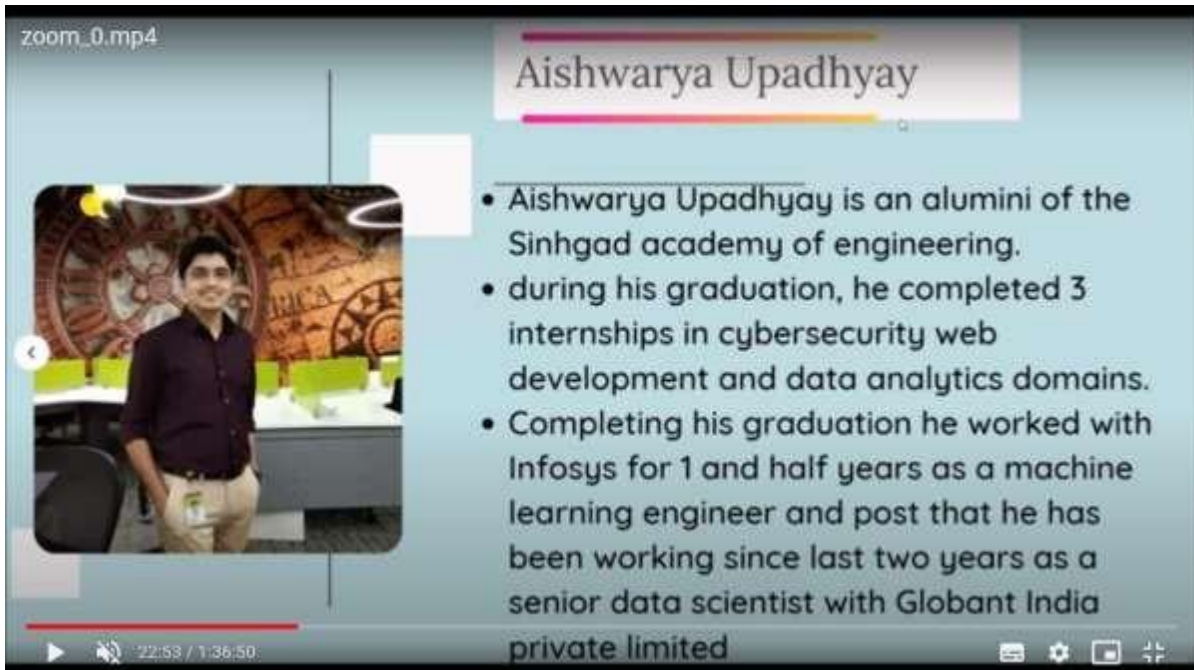 zoom_0.mp4
Aishwarya Upadhyay
• Aishwarya Upadhyay is an alumini of the
Sinhgad academy of engineering.
• during his graduation, he completed 3
internships in cybersecurity web
development and data analytics domains.
• Completing his graduation he worked with
Infosys for 1 and half years as a machine
learning engineer and post that he has
been working since last two years as a
senior data scientist with Globant India
private limited
22:53 / 1:36:50